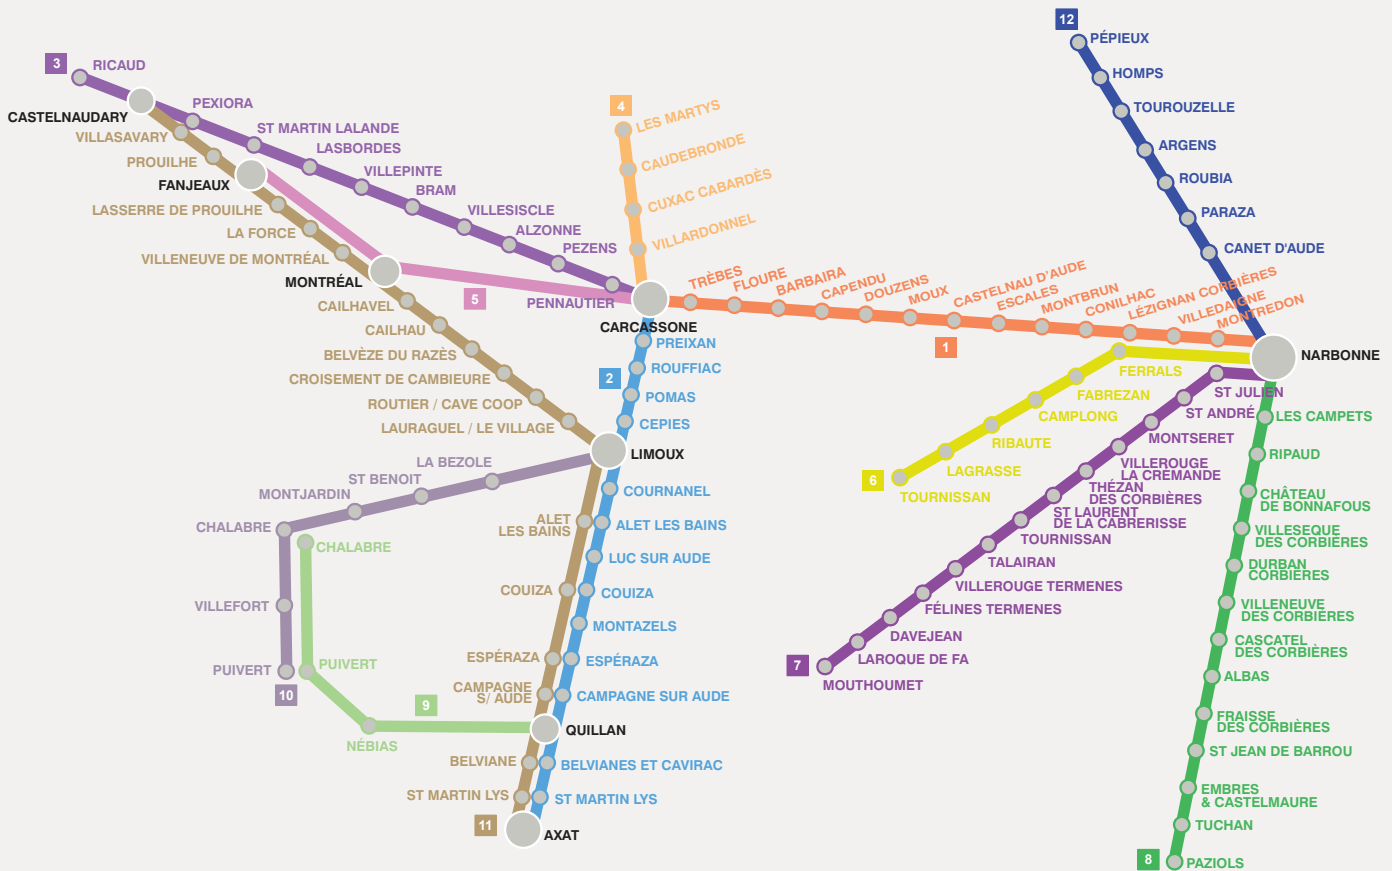 12
PÉPIEUX
HOMPS
TOUROUZELLE
ARGENS
ROUBIA
PARAZA
CANET D'AUDE
3
RICAUD
CASTELNAUDARY
PEXIORA
ST MARTIN LALANDE
LASBORDES
VILLEPINTE
BRAM
VILLESISCLE
ALZONNE
PEZENS
PENNAUTIER
VILLASAVARY
PROUILHE
FANJEAUX
LASSERRE DE PROUILHE
LA FORCE
VILLENEUVE DE MONTRÉAL
MONTRÉAL
CAILHAVEL
CAILHAU
BELVÈZE DU RAZÈS
CROISEMENT DE CAMBIEURE
ROUTIER / CAVE COOP
LAURAGUEL / LE VILLAGE
5
4
LES MARTYS
CAUDEBRONDE
CUXAC CABARDÈS
VILLARDONNEL
CARCASSONE
TRÈBES
FLOURE
BARBAIRA
CAPENDU
DOUZENS
MOUX
CASTELNAU D'AUDE
ESCALES
MONTBRUN
CONILHAC
LÉZIGNAN CORBIÈRES
VILLEDAIGNE
MONTREDON
1
NARBONNE
PREIXAN
ROUFFIAC
2
POMAS
CEPIES
LIMOUX
COURNANEL
ALET LES BAINS
LUC SUR AUDE
COUIZA
MONTAZELS
ESPÉRAZA
CAMPAGNE SUR AUDE
QUILLAN
BELVIANES ET CAVIRAC
ST MARTIN LYS
AXAT
ALET
LES BAINS
COUIZA
ESPÉRAZA
CAMPAGNE
S/ AUDE
BELVIANE
ST MARTIN LYS
11
LA BEZOLE
ST BENOIT
MONTJARDIN
CHALABRE
VILLEFORT
PUIVERT
10
CHALABRE
PUIVERT
NÉBIAS
9
FERRALS
FABREZAN
CAMPLONG
RIBAUTE
LAGRASSE
6
TOURNISSAN
ST JULIEN
ST ANDRÉ
MONTSERET
VILLEROUGE
LA CRÉMANDE
THÉZAN
DES CORBIÈRES
ST LAURENT
DE LA CABRERISSE
TOURNISSAN
TALAIRAN
VILLEROUGE TERMENES
FÉLINES TERMENES
DAVEJEAN
LAROQUE DE FA
7
MOUTHOUMET
LES CAMPETS
RIPAUD
CHÂTEAU
DE BONNAFOUS
VILLESEQUE
DES CORBIÈRES
DURBAN
CORBIÈRES
VILLENEUVE
DES CORBIÈRES
CASCATEL
DES CORBIÈRES
ALBAS
FRAISSE
DES CORBIÈRES
ST JEAN DE BARROU
EMBRES
& CASTELMAURE
TUCHAN
8
PAZIOLS